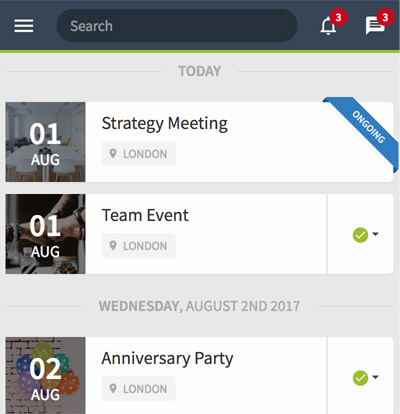 Search
3
3
TODAY
01
AUG
Strategy Meeting
LONDON
ONGOING
01
AUG
Team Event
LONDON
WEDNESDAY, AUGUST 2ND 2017
02
AUG
Anniversary Party
LONDON